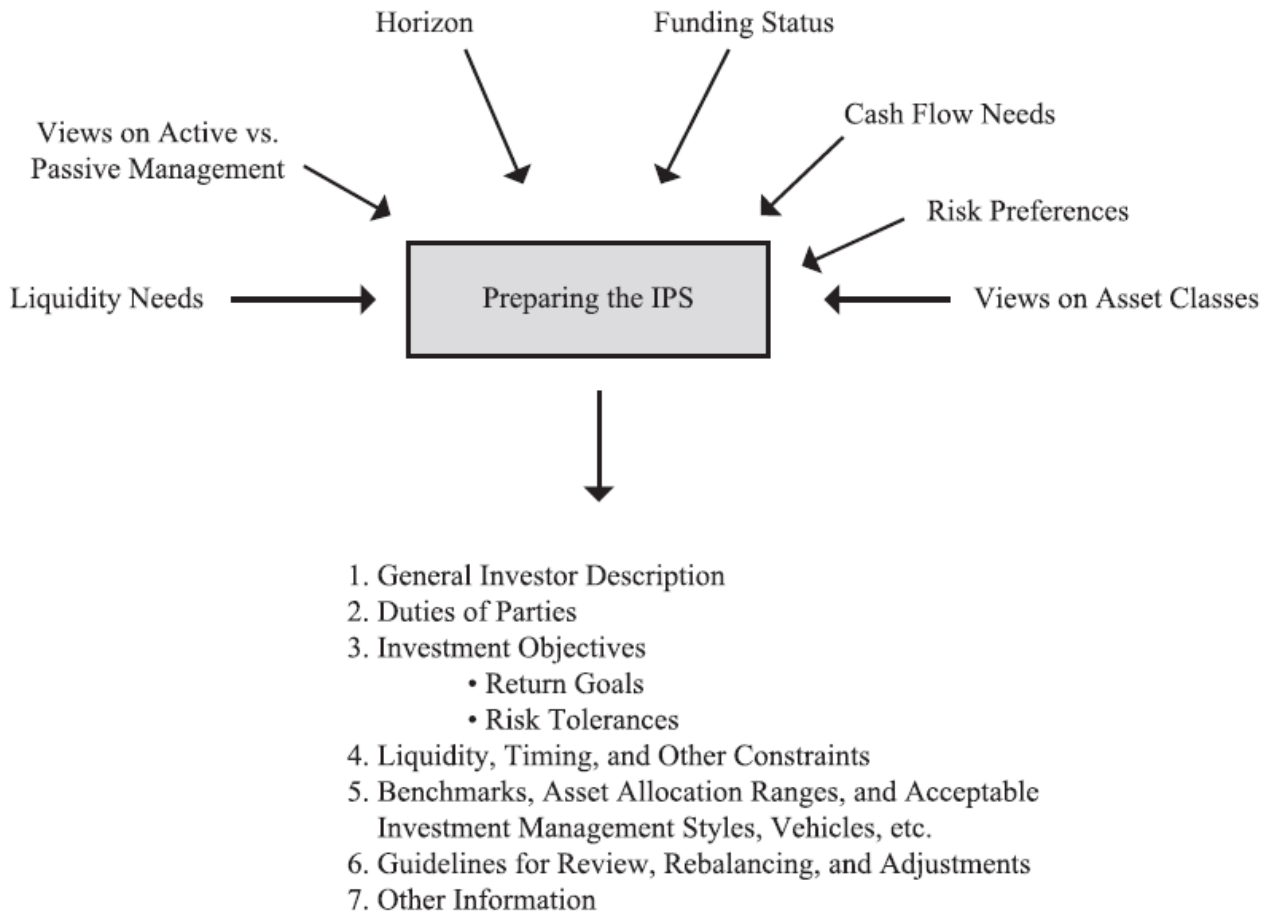 Horizon
Funding Status
Views on Active vs.
Passive Management
Cash Flow Needs
Risk Preferences
Liquidity Needs
Preparing the IPS
Views on Asset Classes
1. General Investor Description
2. Duties of Parties
3. Investment Objectives
• Return Goals
• Risk Tolerances
4. Liquidity, Timing, and Other Constraints
5. Benchmarks, Asset Allocation Ranges, and Acceptable
Investment Management Styles, Vehicles, etc.
6. Guidelines for Review, Rebalancing, and Adjustments
7. Other Information